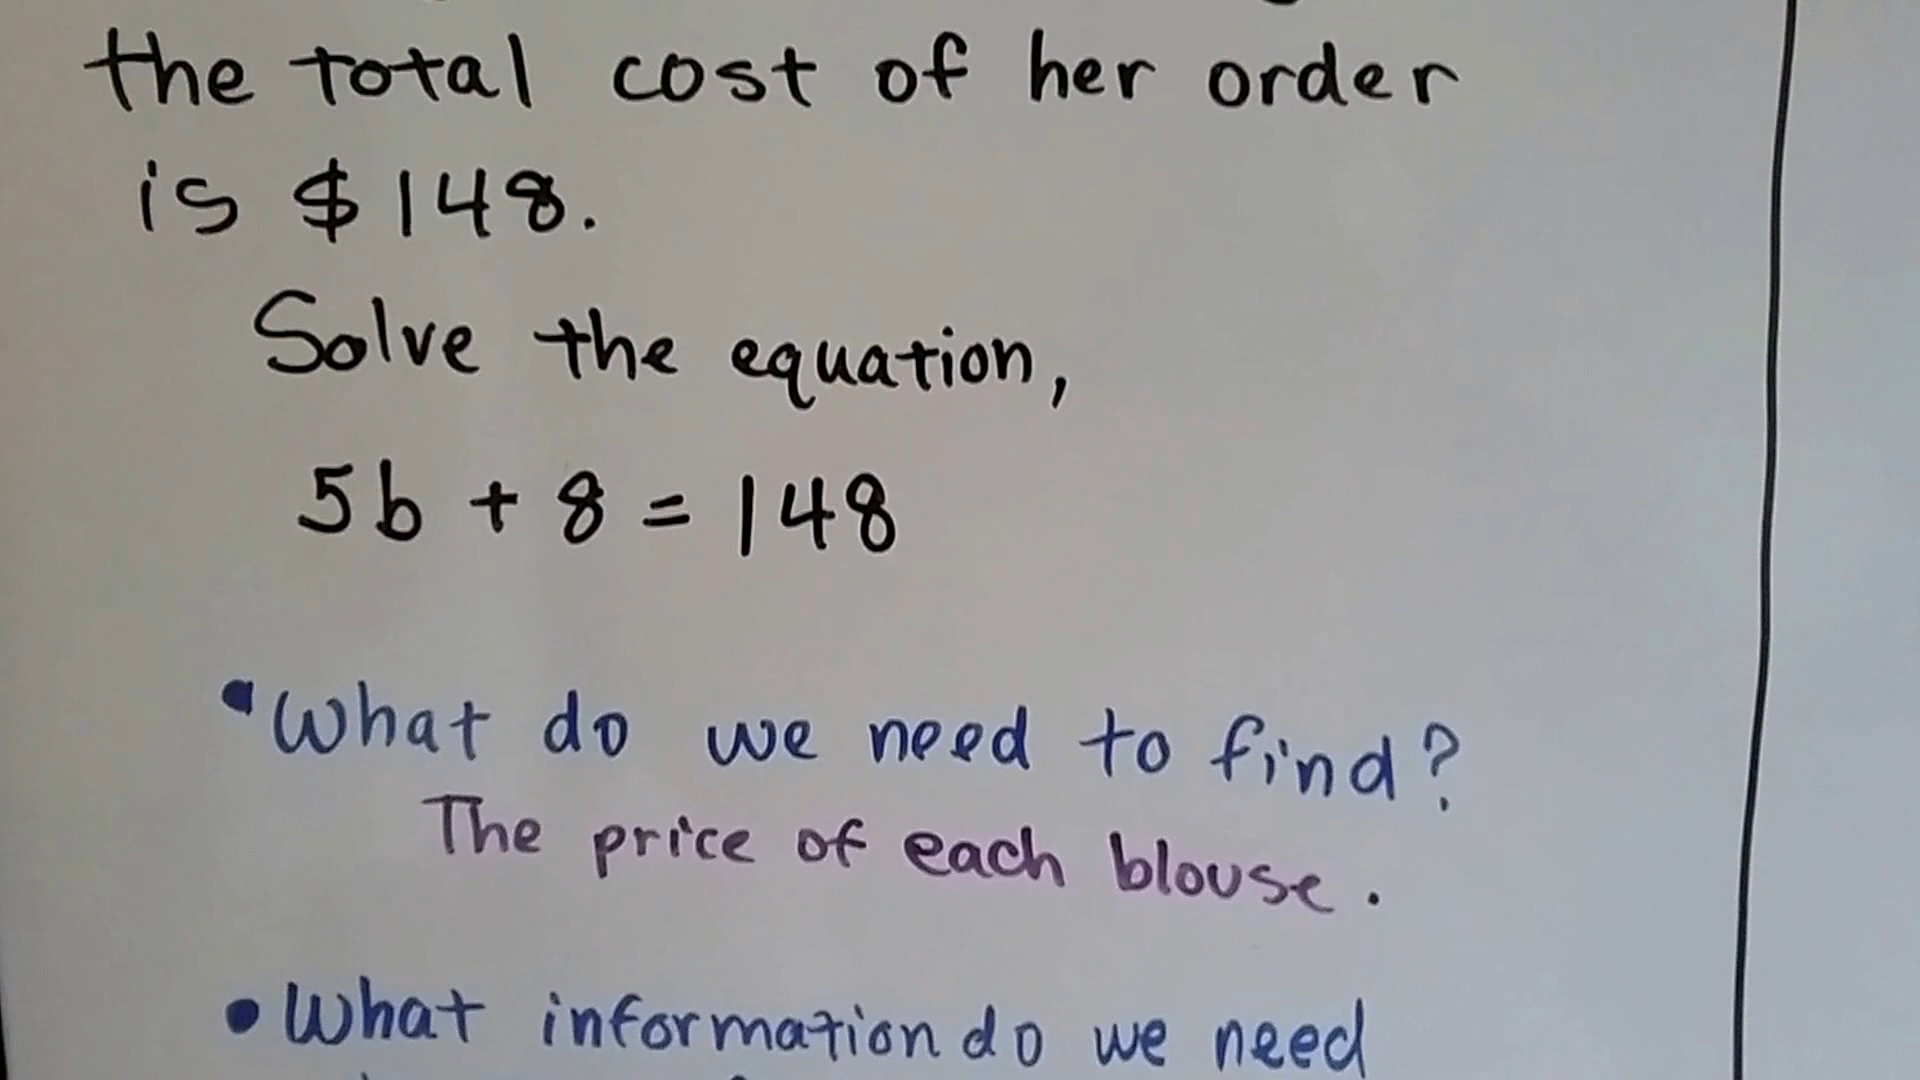 the total cost of her order
is $148.
Solve the equation,
5b + 8 = 148
•What do we need to find?
The price of each blouse.
•What information do we need